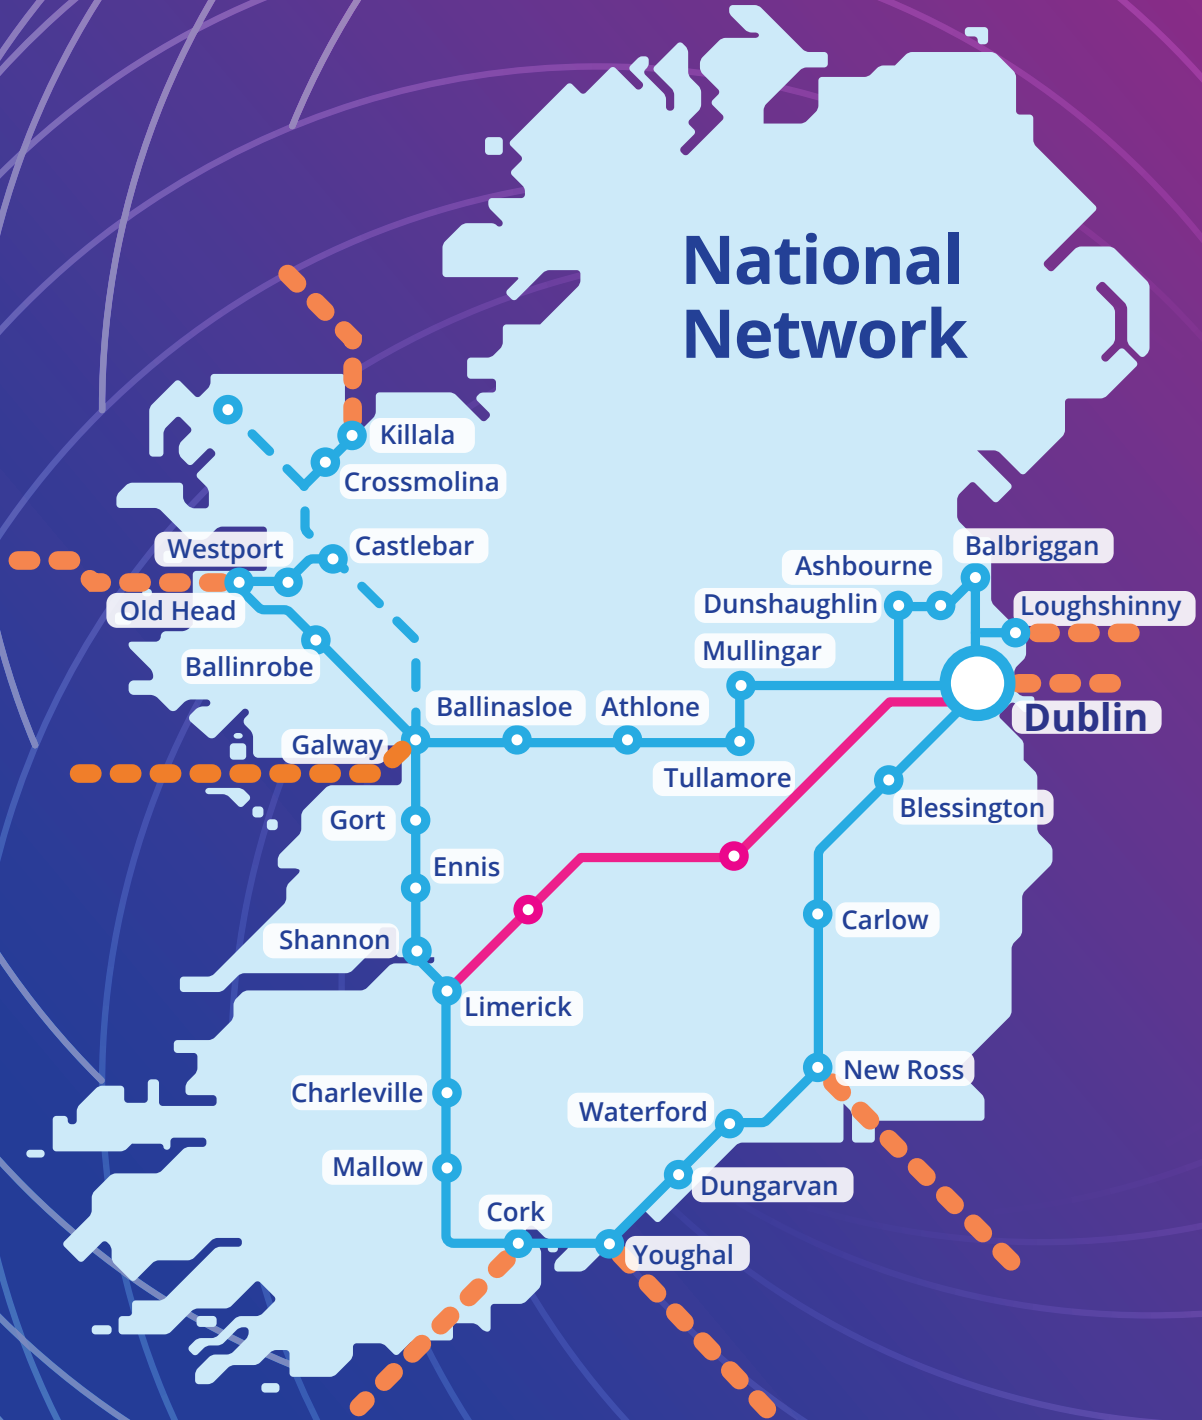 National
Network
Killala
Crossmolina
Westport
Castlebar
Old Head
Ballinrobe
Balbriggan
Ashbourne
Dunshaughlin
Loughshinny
Mullingar
Ballinasloe
Athlone
Dublin
Galway
Tullamore
Blessington
Gort
Ennis
Carlow
Shannon
Limerick
New Ross
Charleville
Waterford
Mallow
Dungarvan
Cork
Youghal